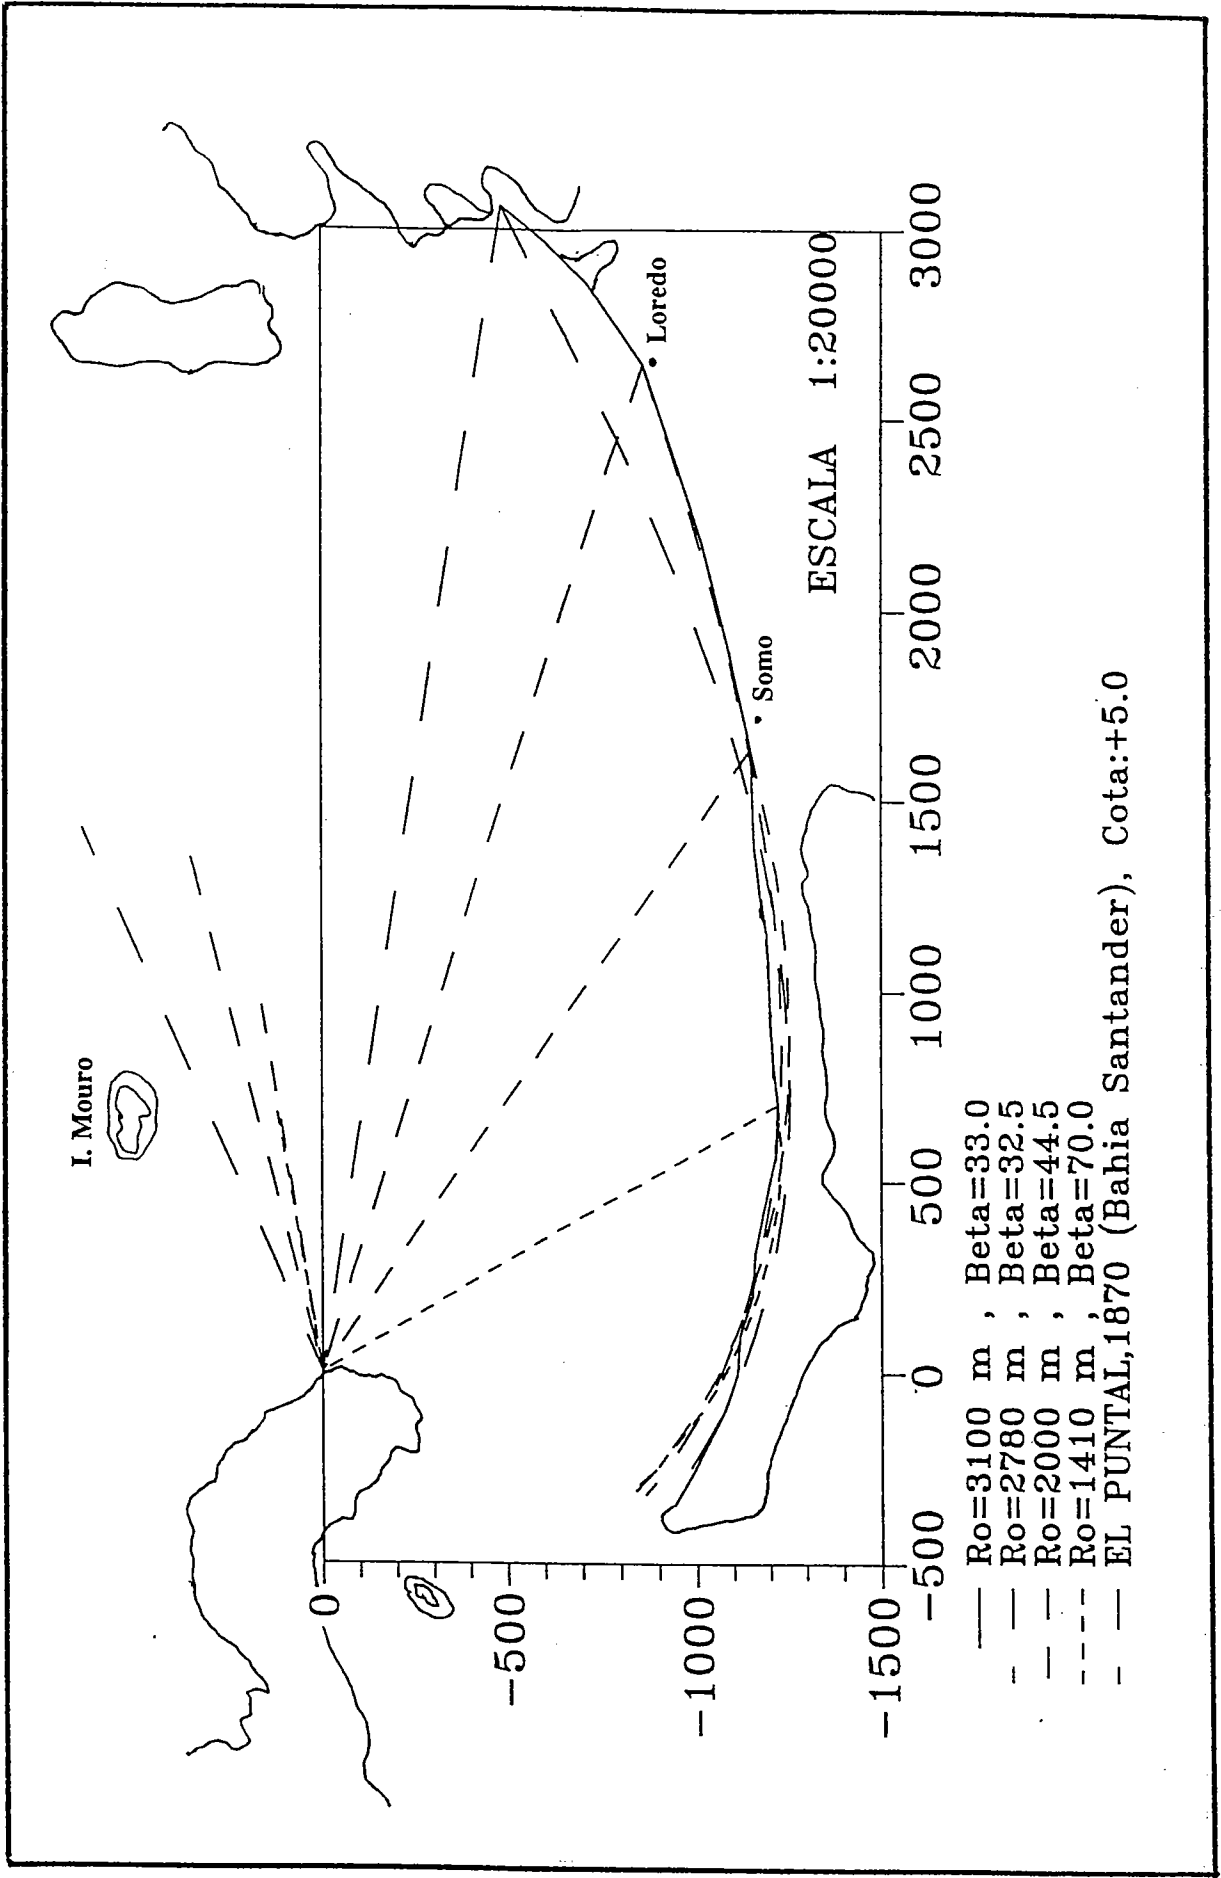 I. Mouro
Loredo
Somo
ESCALA 1:20000
0
-500
-1000
-1500
-500
0
500
1000
1500
2000
2500
3000
Ro=3100 m , Beta=33.0
Ro=2780 m , Beta=32.5
Ro=2000 m , Beta=44.5
Ro=1410 m , Beta=70.0
EL PUNTAL,1870 (Bahia Santander), Cota:+5.0